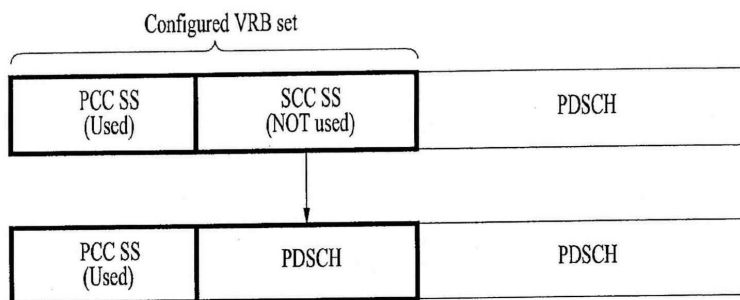 Configured VRB set
PCC SS
(Used)
SCC SS
(NOT used)
PDSCH
PCC SS
(Used)
PDSCH
PDSCH